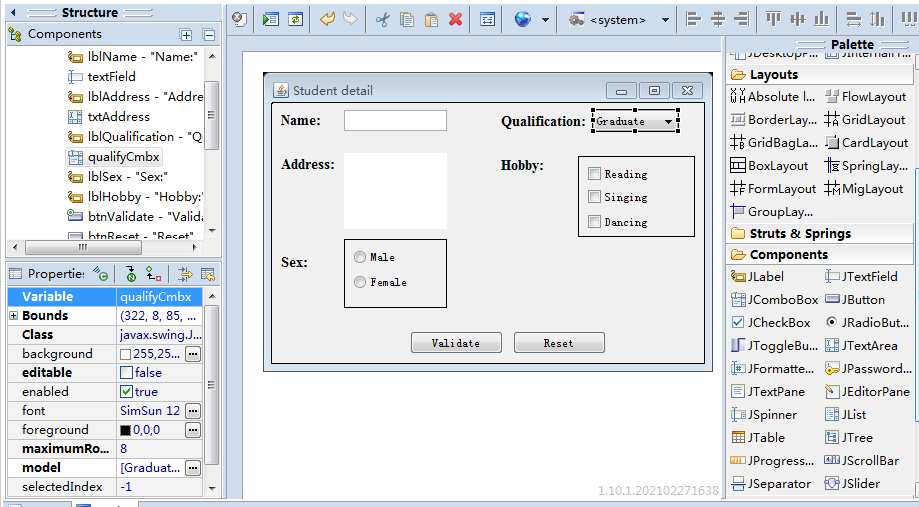 Structure
Components
lblName - "Name:"
textField
lblAddress - "Addre
txtAddress
lblQualification - "Q
qualifyCmbx
lblSex - "Sex:"
lblHobby - "Hobby:"
btnValidate - "Valida
btnReset - "Reset"
Properties
Variable qualifyCmbx
Bounds (322, 8, 85, ...
Class javax.swing.J...
background 255,25...
editable false
enabled true
font SimSun 12
foreground 0,0,0
maximumRo... 8
model [Graduat...
selectedIndex -1
<system>
Student detail
Name:
Qualification: Graduate
Address:
Hobby:
Reading
Singing
Dancing
Sex:
Male
Female
Validate Reset
1.10.1.202102271638
Palette
Layouts
Absolute l... FlowLayout
BorderLay... GridLayout
GridBagLa... CardLayout
BoxLayout SpringLay...
FormLayout MigLayout
GroupLay...
Struts & Springs
Components
JLabel JTextField
JComboBox JButton
JCheckBox JRadioBut...
JToggleBu... JTextArea
JFormatte... JPassword...
JTextPane JEditorPane
JSpinner JList
JTable JTree
JProgress... JScrollBar
JSeparator JSlider